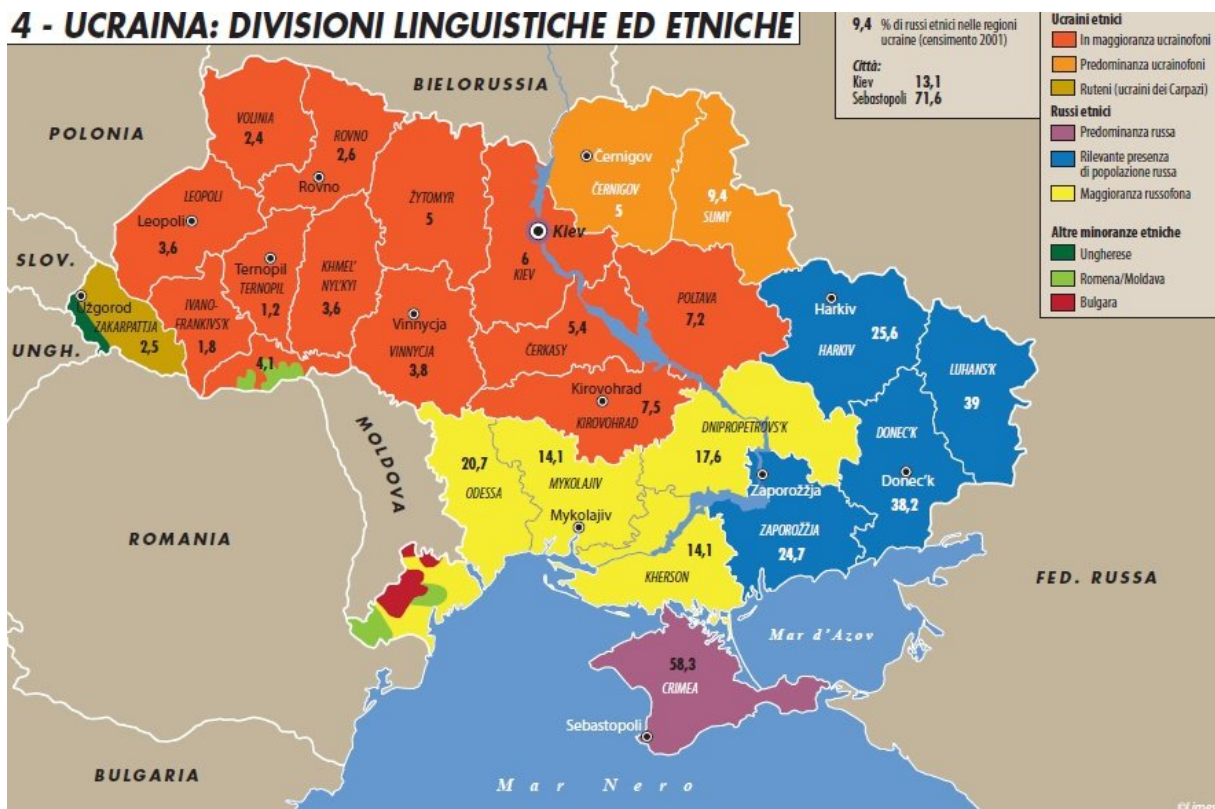 4 - UCRAINA: DIVISIONI LINGUISTICHE ED ETNICHE
9,4 % di russi etnici nelle regioni
ucraine (censimento 2001)
Città:
Kiev 13,1
Sebastopoli 71,6
Ucraini etnici
In maggioranza ucrainofoni
Predominanza ucrainofoni
Ruteni (ucraini dei Carpazi)
Russi etnici
Predominanza russa
Rilevante presenza
di popolazione russa
Maggioranza russofona
Altre minoranze etniche
Ungherese
Romena/Moldava
Bulgara
BIELORUSSIA
POLONIA
VOLINIA
2,4
ROVNO
2,6
Rovno
ŽYTOMYR
5
Černigov
ČERNIGOV
5
9,4
SUMY
LEOPOLI
Leopoli
3,6
Kiev
6
KIEV
SLOV.
Ternopil
TERNOPIL
1,2
KHMEL'
NYL'KYI
3,6
POLTAVA
7,2
Harkiv
25,6
HARKIV
Užgorod
ZAKARPATTJA
2,5
IVANO-
FRANKIVS'K
1,8
Vinnycja
VINNYCJA
3,8
5,4
ČERKASY
UNGH.
4,1
LUHANS'K
39
Kirovohrad
7,5
KIROVOHRAD
DNIPROPETROVS'K
17,6
DONEC'K
Donec'k
38,2
MOLDOVA
20,7
ODESSA
14,1
MYKOLAJIV
Mykolajiv
Zaporožžja
ZAPOROŽŽJA
24,7
ROMANIA
14,1
KHERSON
FED. RUSSA
Mar d'Azov
58,3
CRIMEA
Sebastopoli
BULGARIA
Mar Nero
©Limes